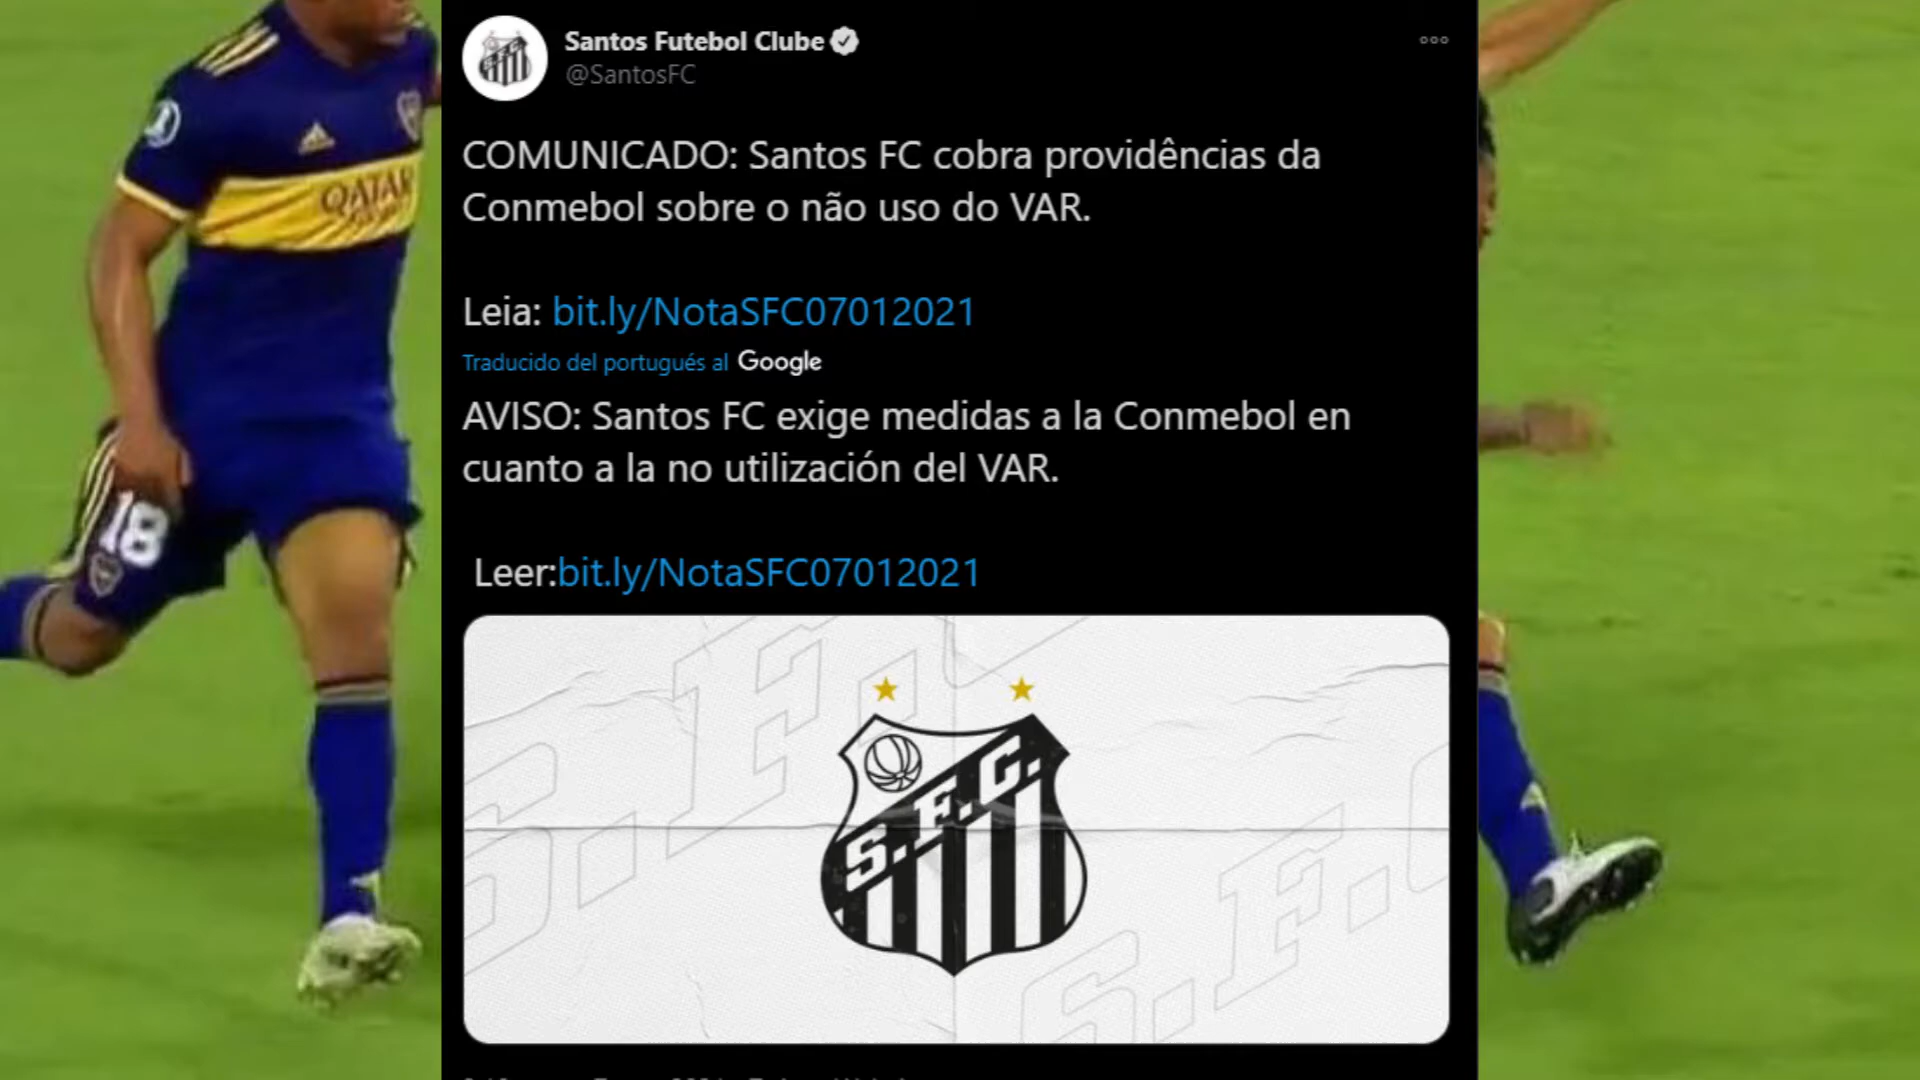 Santos Futebol Clube
@SantosFC
COMUNICADO: Santos FC cobra providências da
Conmebol sobre o não uso do VAR.
Leia: bit.ly/NotaSFC07012021
Traducido del portugués al Google
AVISO: Santos FC exige medidas a la Conmebol en
cuanto a la no utilización del VAR.
Leer:bit.ly/NotaSFC07012021
S.F.C.
QATAR
18